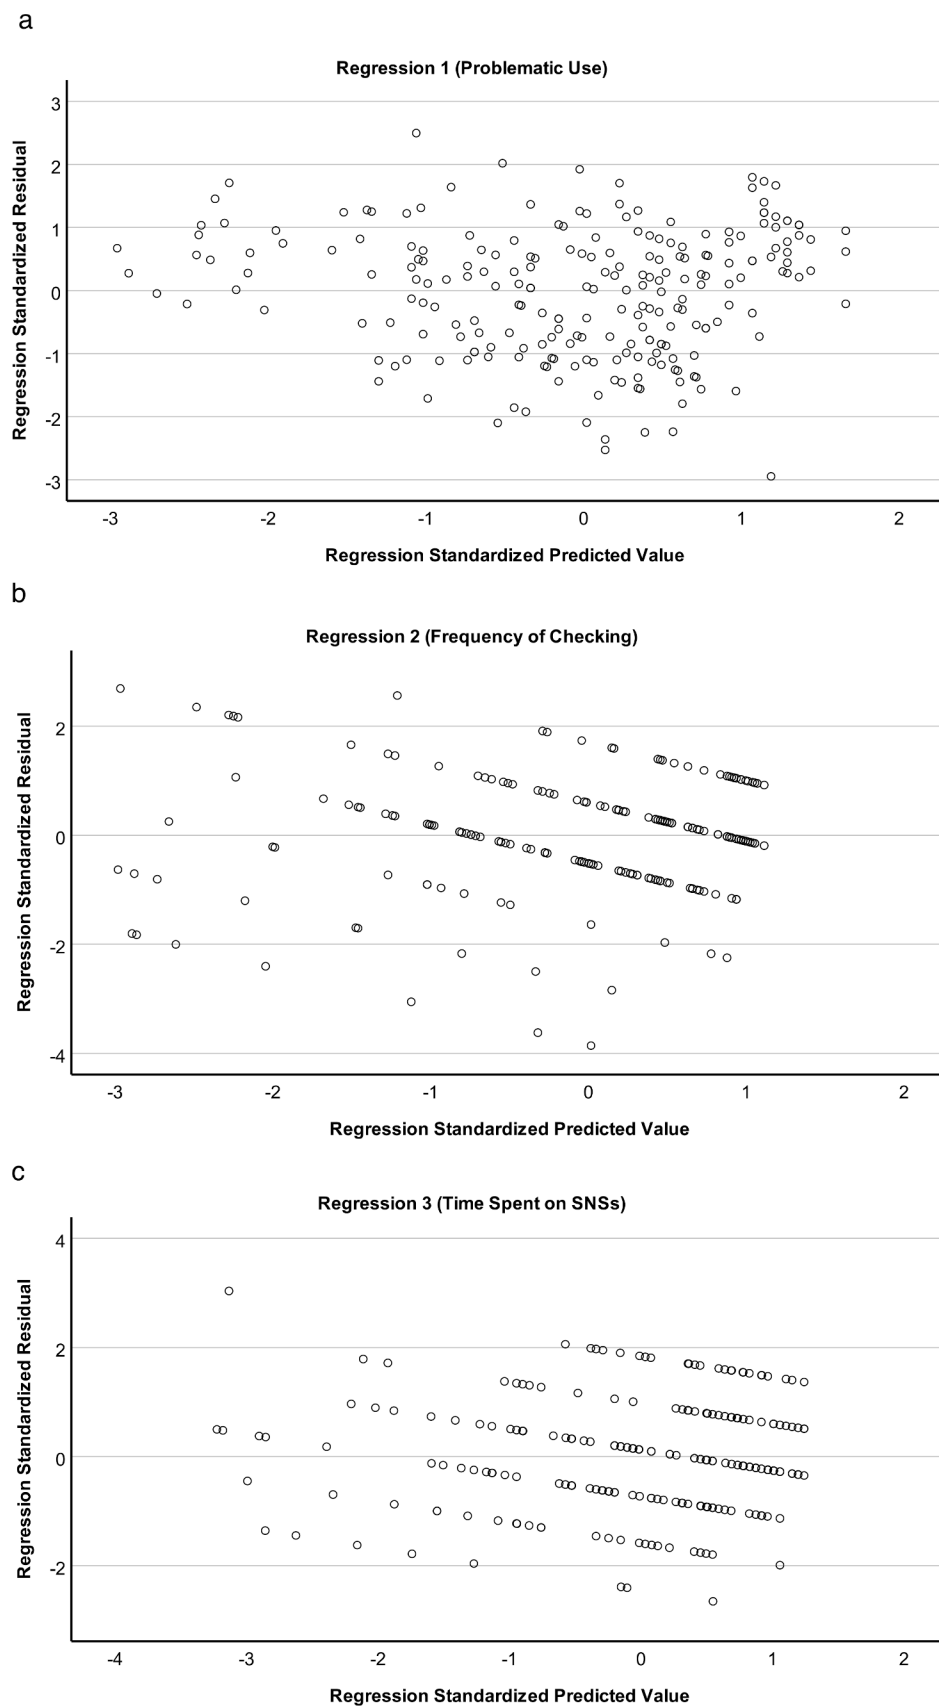 a
Regression 1 (Problematic Use)
Regression Standardized Residual
3
2
1
0
-1
-2
-3
-3 -2 -1 0 1 2
Regression Standardized Predicted Value
b
Regression 2 (Frequency of Checking)
Regression Standardized Residual
2
0
-2
-4
-3 -2 -1 0 1 2
Regression Standardized Predicted Value
c
Regression 3 (Time Spent on SNSs)
Regression Standardized Residual
4
2
0
-2
-4 -3 -2 -1 0 1 2
Regression Standardized Predicted Value